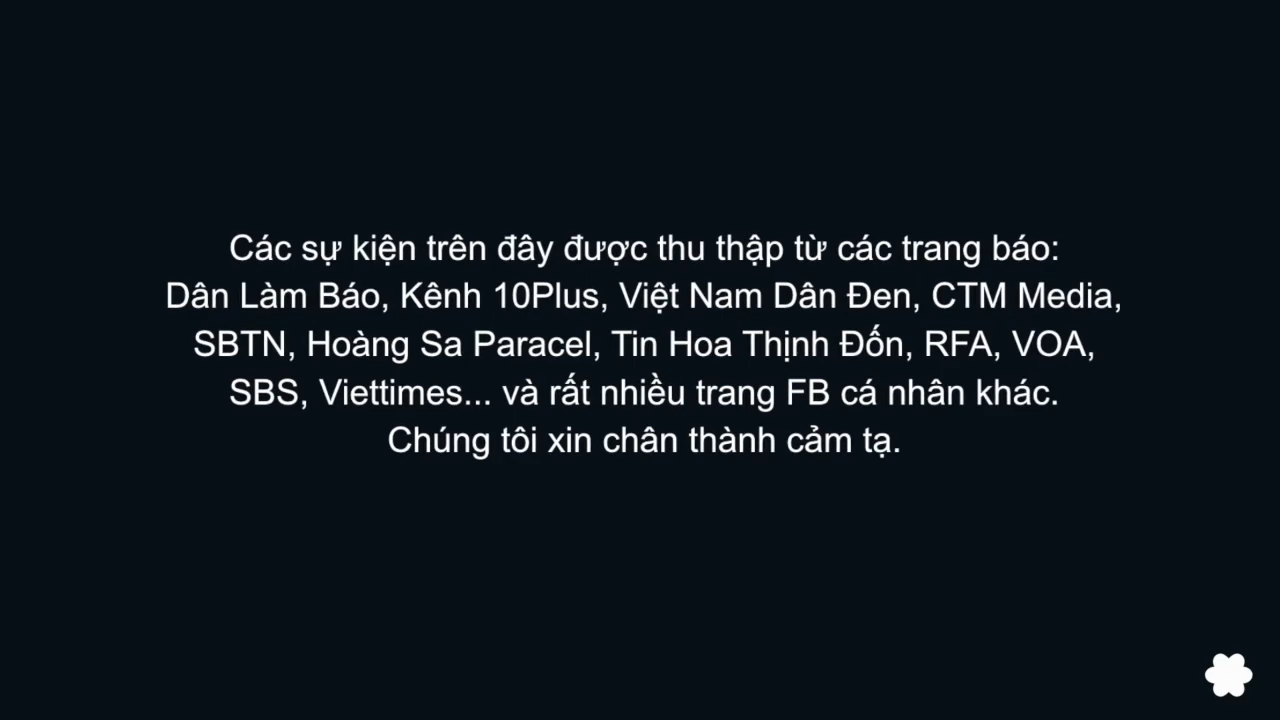 Các sự kiện trên đây được thu thập từ các trang báo:
Dân Làm Báo, Kênh 10Plus, Việt Nam Dân Đen, CTM Media,
SBTN, Hoàng Sa Paracel, Tin Hoa Thịnh Đốn, RFA, VOA,
SBS, Viettimes... và rất nhiều trang FB cá nhân khác.
Chúng tôi xin chân thành cảm tạ.